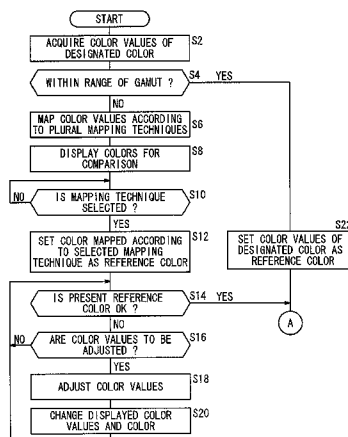 START
ACQUIRE COLOR VALUES OF
DESIGNATED COLOR
S2
WITHIN RANGE OF GAMUT ?
S4
YES
NO
MAP COLOR VALUES ACCORDING
TO PLURAL MAPPING TECHNIQUES
S6
DISPLAY COLORS FOR
COMPARISON
S8
IS MAPPING TECHNIQUE
SELECTED ?
S10
NO
YES
SET COLOR MAPPED ACCORDING
TO SELECTED MAPPING
TECHNIQUE AS REFERENCE COLOR
S12
SET COLOR VALUES OF
DESIGNATED COLOR AS
REFERENCE COLOR
IS PRESENT REFERENCE
COLOR OK ?
S14
YES
A
NO
ARE COLOR VALUES TO BE
ADJUSTED ?
S16
NO
YES
ADJUST COLOR VALUES
S18
CHANGE DISPLAYED COLOR
VALUES AND COLOR
S20